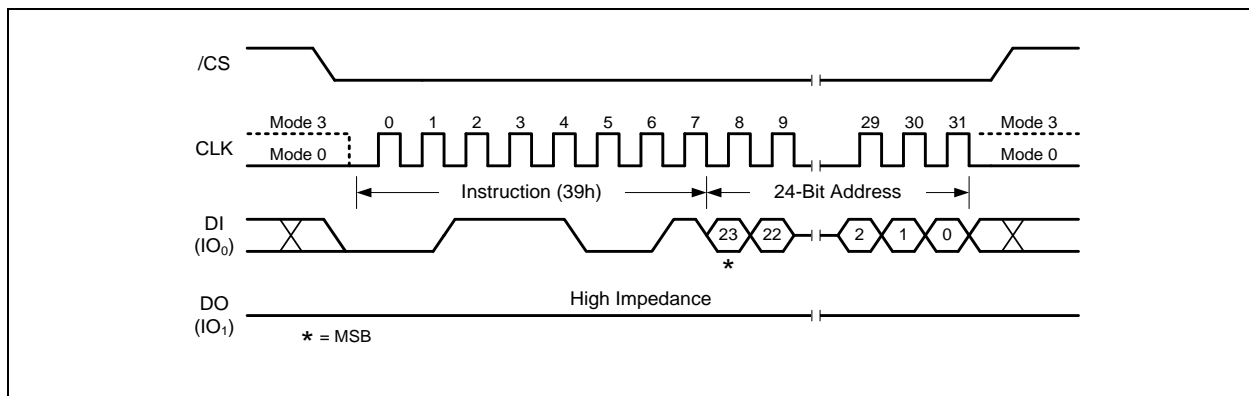 /CS
Mode 3 0 1 2 3 4 5 6 7 8 9 29 30 31 Mode 3
CLK
Mode 0 Mode 0
Instruction (39h) 24-Bit Address
DI
(IO₀)
23 22 2 1 0
*
DO
(IO₁)
High Impedance
* = MSB